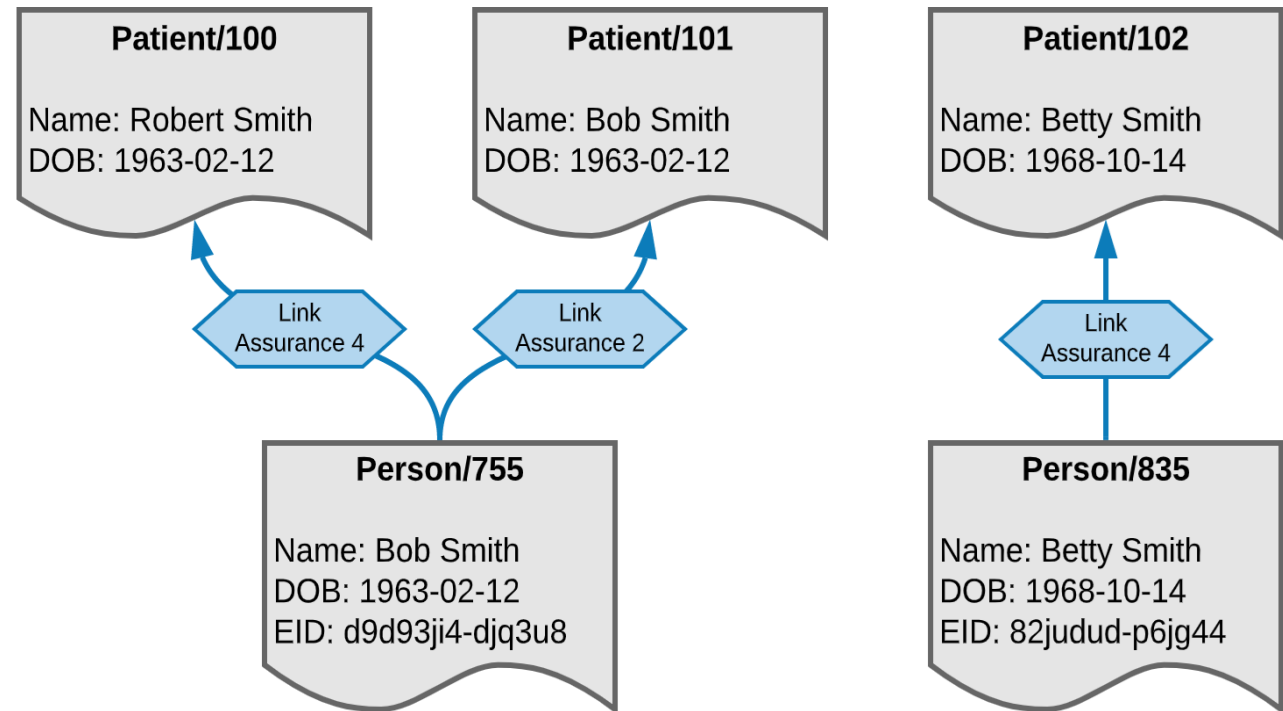 Patient/100
Name: Robert Smith
DOB: 1963-02-12
Patient/101
Name: Bob Smith
DOB: 1963-02-12
Patient/102
Name: Betty Smith
DOB: 1968-10-14
Link
Assurance 4
Link
Assurance 2
Link
Assurance 4
Person/755
Name: Bob Smith
DOB: 1963-02-12
EID: d9d93ji4-djq3u8
Person/835
Name: Betty Smith
DOB: 1968-10-14
EID: 82judud-p6jg44